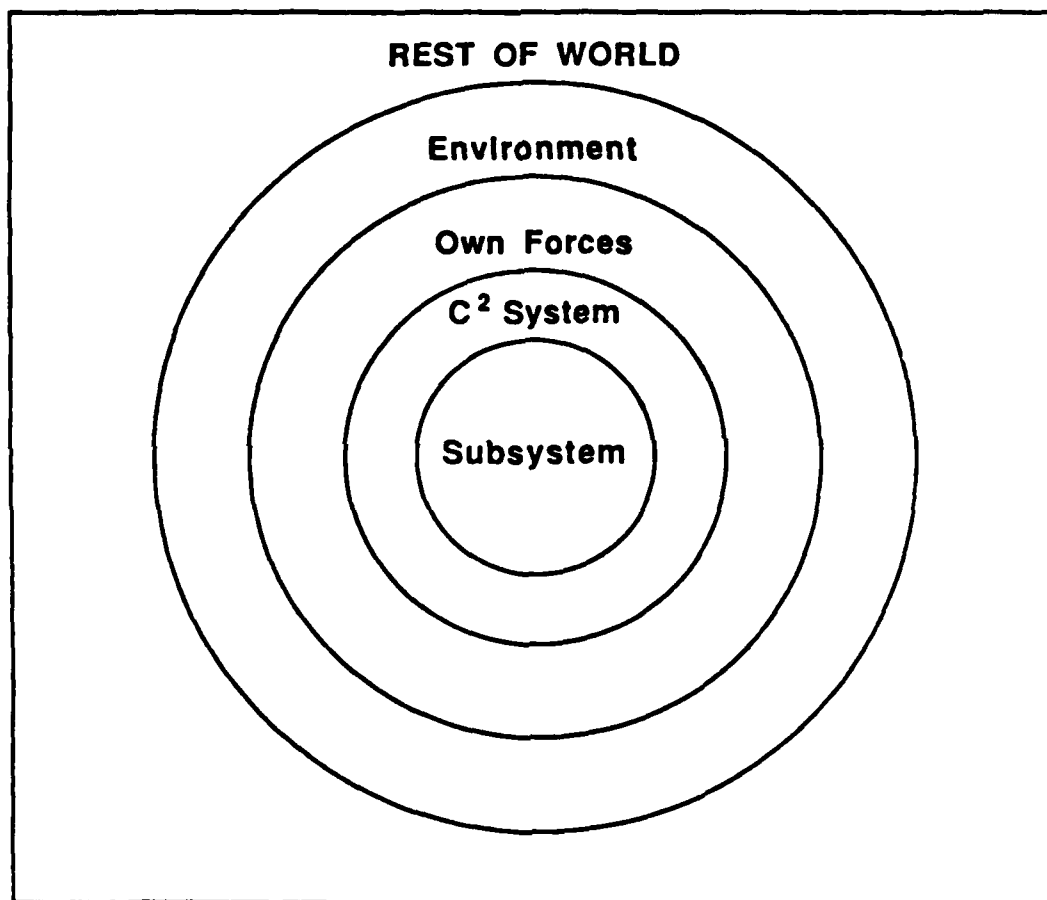 REST OF WORLD
Environment
Own Forces
C² System
Subsystem